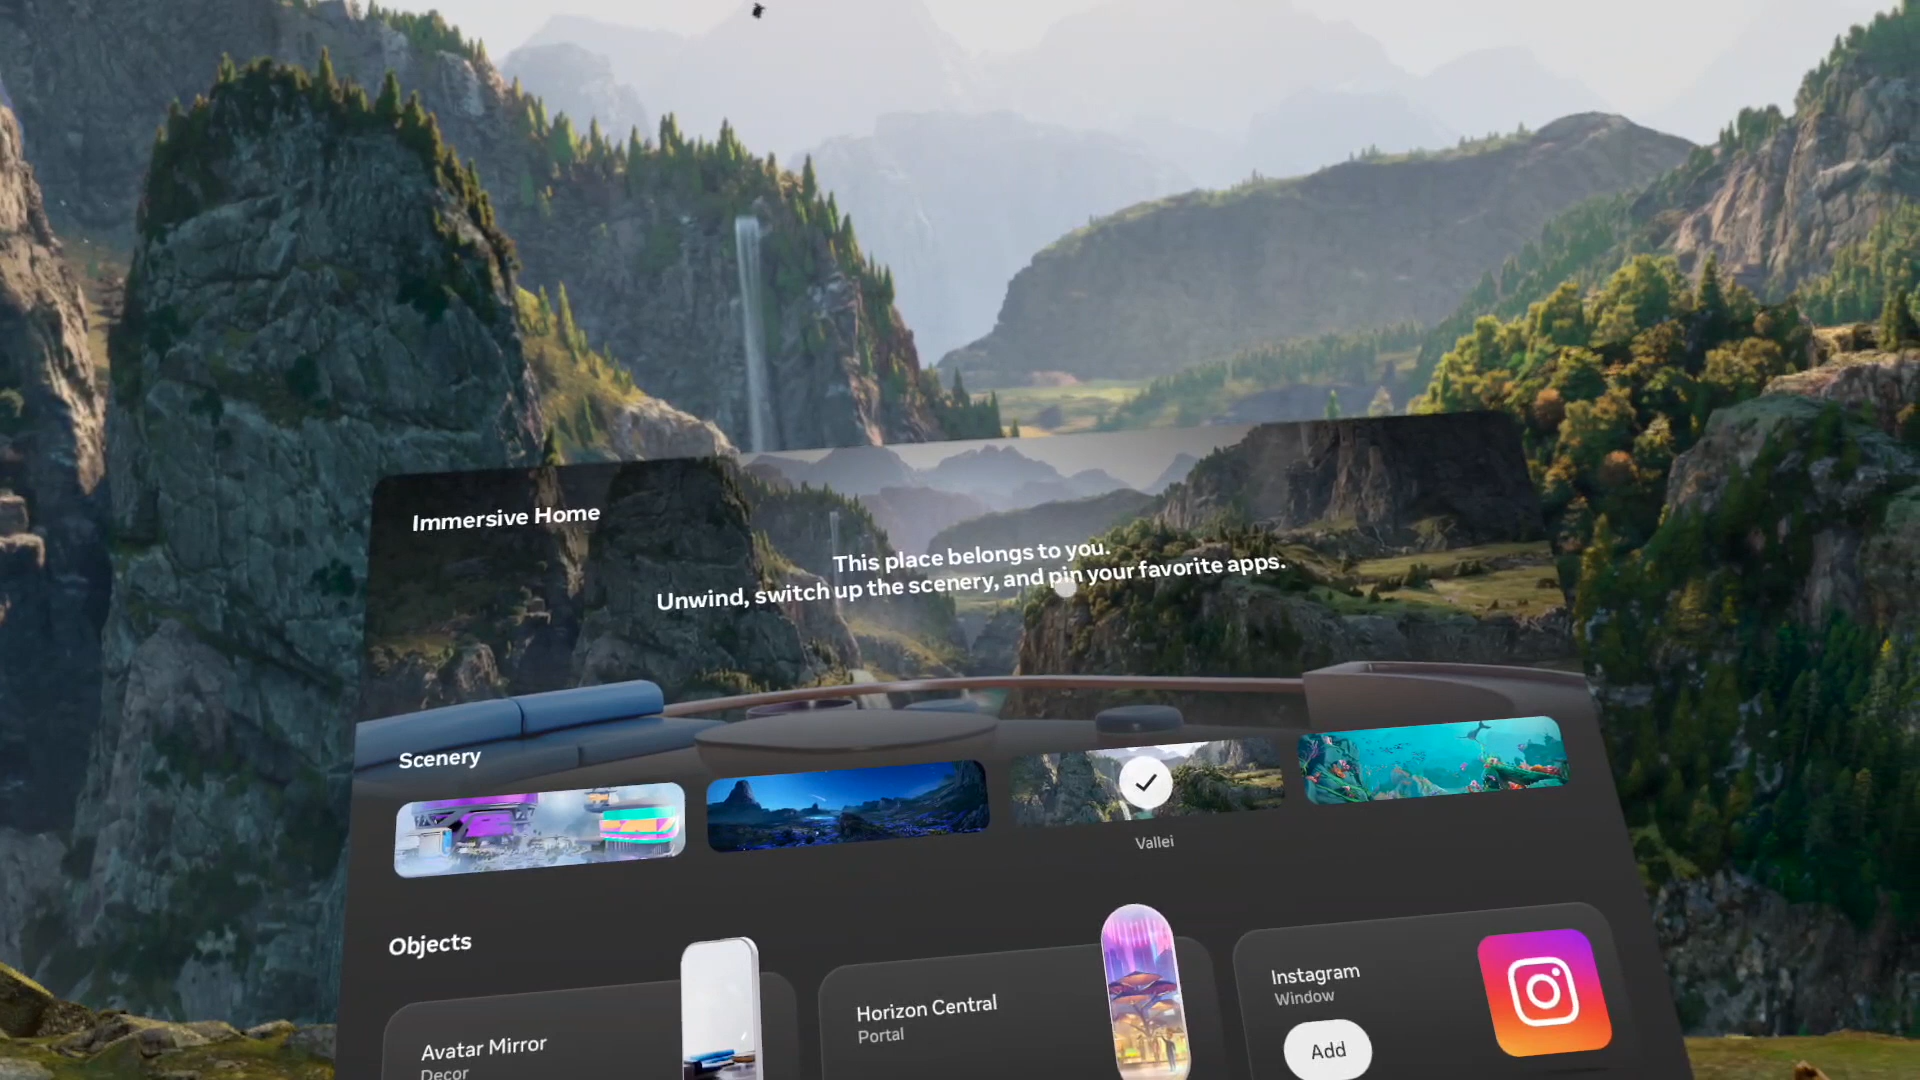 Immersive Home
This place belongs to you.
Unwind, switch up the scenery, and pin your favorite apps.
Scenery
Vallei
Objects
Avatar Mirror
Decor
Horizon Central
Portal
Instagram
Window
Add